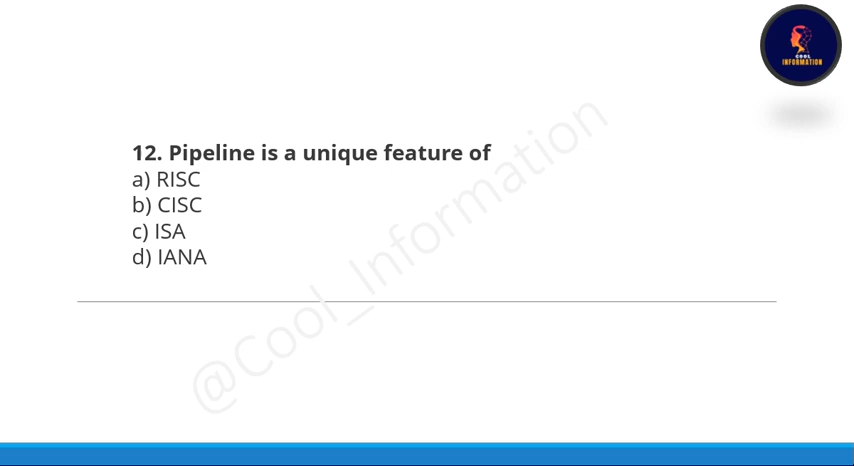 COOL
INFORMATION
12. Pipeline is a unique feature of
a) RISC
b) CISC
c) ISA
d) IANA
@Cool_Information